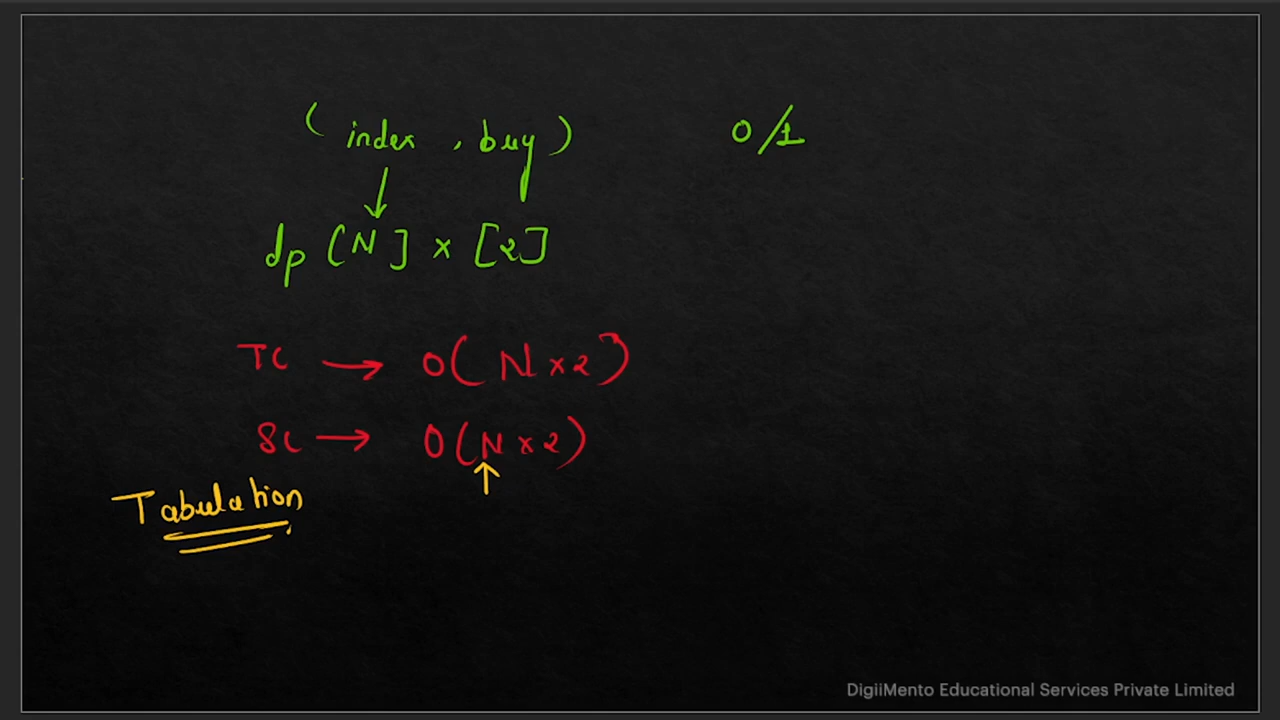 (index, buy) 0/1
dp [N] × [2]
TC → O(N×2)
SC → O(N×2)
Tabulation
DigiiMento Educational Services Private Limited